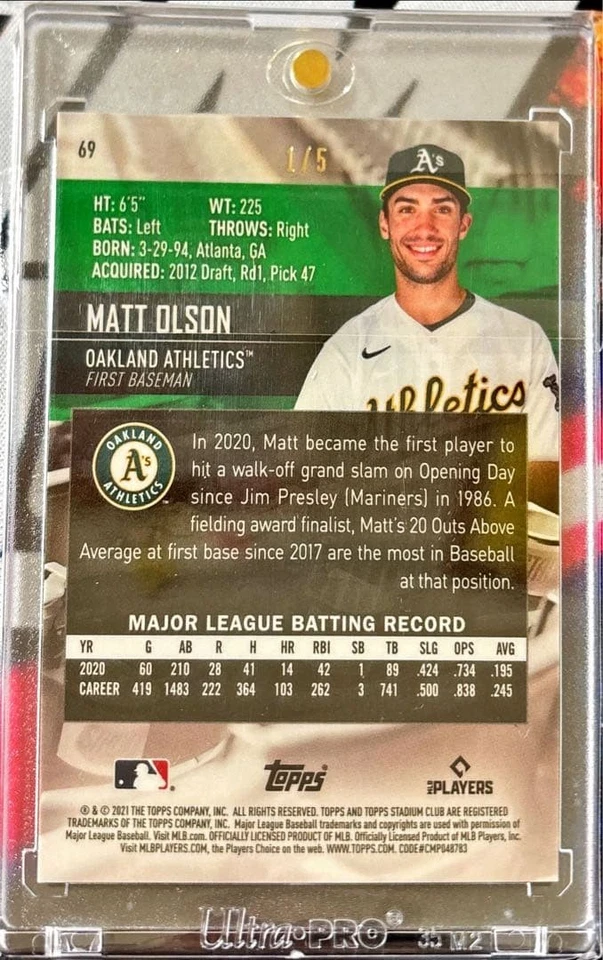 69
1/5
A's
HT: 6'5" WT: 225
BATS: Left THROWS: Right
BORN: 3-29-94, Atlanta, GA
ACQUIRED: 2012 Draft, Rd1, Pick 47
MATT OLSON
OAKLAND ATHLETICS™
FIRST BASEMAN
Athletics
OAKLAND
A's
ATHLETICS
™
In 2020, Matt became the first player to
hit a walk-off grand slam on Opening Day
since Jim Presley (Mariners) in 1986. A
fielding award finalist, Matt's 20 Outs Above
Average at first base since 2017 are the most in Baseball
at that position.
MAJOR LEAGUE BATTING RECORD
YR G AB R H HR RBI SB TB SLG OPS AVG
2020 60 210 28 41 14 42 1 89 .424 .734 .195
CAREER 419 1483 222 364 103 262 3 741 .500 .838 .245
Topps®
MLB PLAYERS
® & © 2021 THE TOPPS COMPANY, INC. ALL RIGHTS RESERVED. TOPPS AND TOPPS STADIUM CLUB ARE REGISTERED
TRADEMARKS OF THE TOPPS COMPANY, INC. Major League Baseball trademarks and copyrights are used with permission of
Major League Baseball. Visit MLB.com. OFFICIALLY LICENSED PRODUCT OF MLB. Officially Licensed Product of MLB Players, Inc.
Visit MLBPLAYERS.COM, the Players Choice on the web. WWW.TOPPS.COM. CODE#CMP048783
Ultra•PRO® 35 M2